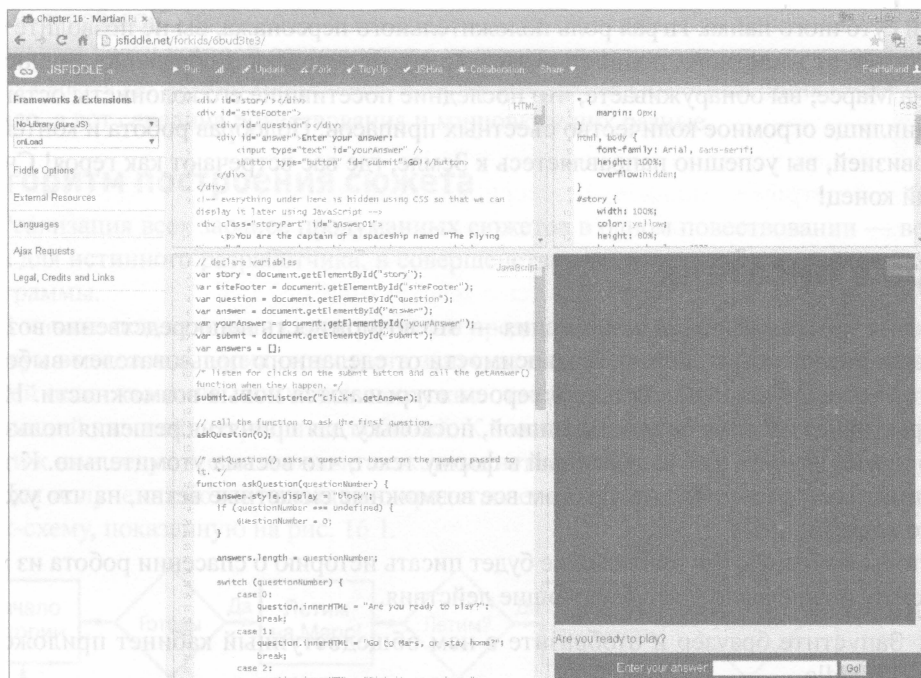 Chapter 16 - Martian R
jsfiddle.net/forkids/6bud3te3/
JSFIDDLE
Run
Update
Fork
TidyUp
JSHint
Collaboration
Share
EvaHolland
Frameworks & Extensions
No-Library (pure JS)
onLoad
Fiddle Options
External Resources
Languages
Ajax Requests
Legal, Credits and Links
HTML
<div id="story"></div>
<div id="siteFooter">
<div id="question"></div>
<div id="answer">Enter your answer:
<input type="text" id="yourAnswer" />
<button type="button" id="submit">Go!</button>
</div>
</div>
<!-- everything under here is hidden using CSS so that we can
display it later using JavaScript -->
<div class="storyPart" id="answer01">
<p>You are the captain of a spaceship named "The Flying
CSS
* {
margin: 0px;
}
html, body {
font-family: Arial, sans-serif;
height: 100%;
overflow:hidden;
}
#story {
width: 100%;
color: yellow;
height: 80%;
JavaScript
// declare variables
var story = document.getElementById("story");
var siteFooter = document.getElementById("siteFooter");
var question = document.getElementById("question");
var answer = document.getElementById("answer");
var yourAnswer = document.getElementById("yourAnswer");
var submit = document.getElementById("submit");
var answers = [];
/* listen for clicks on the submit button and call the getAnswer()
function when they happen. */
submit.addEventListener("click", getAnswer);
// call the function to ask the first question.
askQuestion(0);
/* askQuestion() asks a question, based on the number passed to
it. */
function askQuestion(questionNumber) {
answer.style.display = "block";
if (questionNumber === undefined) {
questionNumber = 0;
}
answers.length = questionNumber;
switch (questionNumber) {
case 0:
question.innerHTML = "Are you ready to play?";
break;
case 1:
question.innerHTML = "Go to Mars, or stay home?";
break;
case 2:
Are you ready to play?
Enter your answer:
Go!